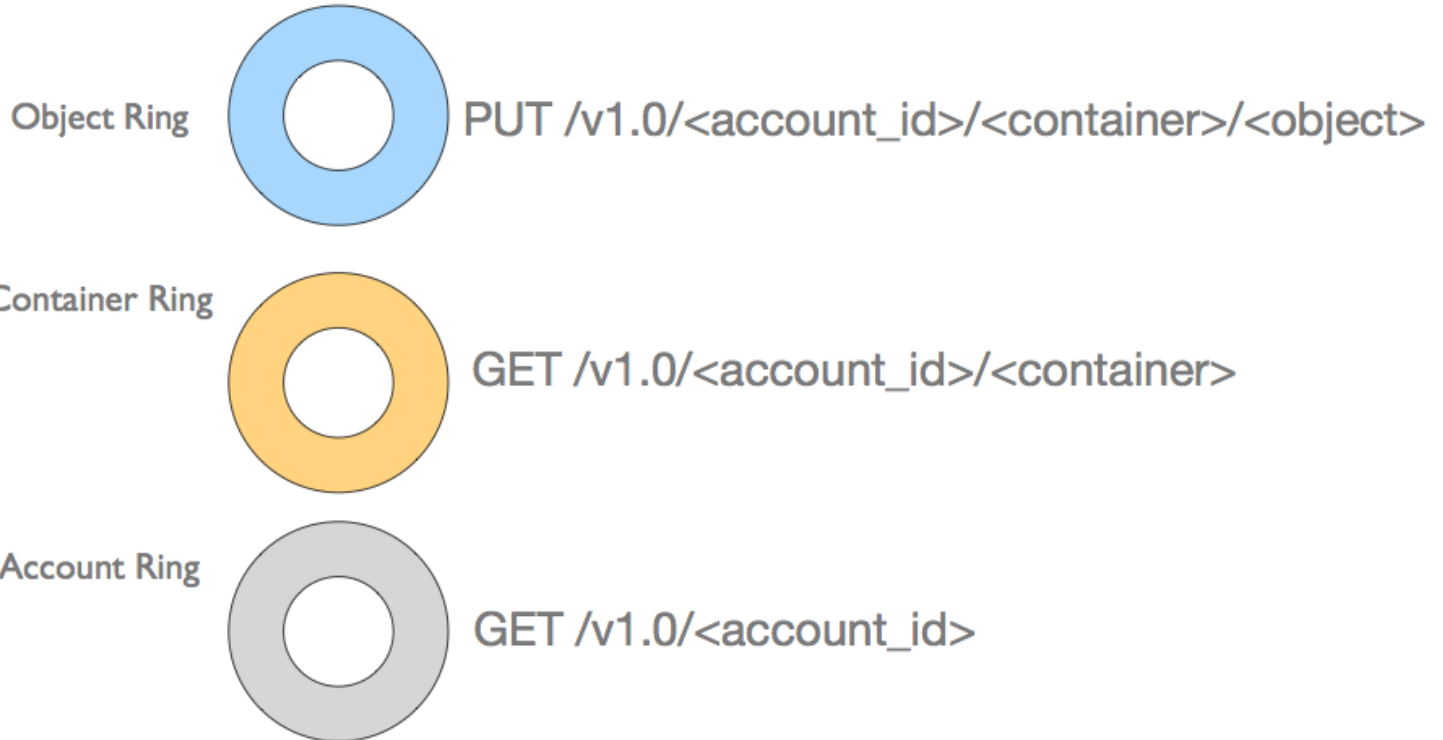 Object Ring
PUT /v1.0/<account_id>/<container>/<object>
Container Ring
GET /v1.0/<account_id>/<container>
Account Ring
GET /v1.0/<account_id>